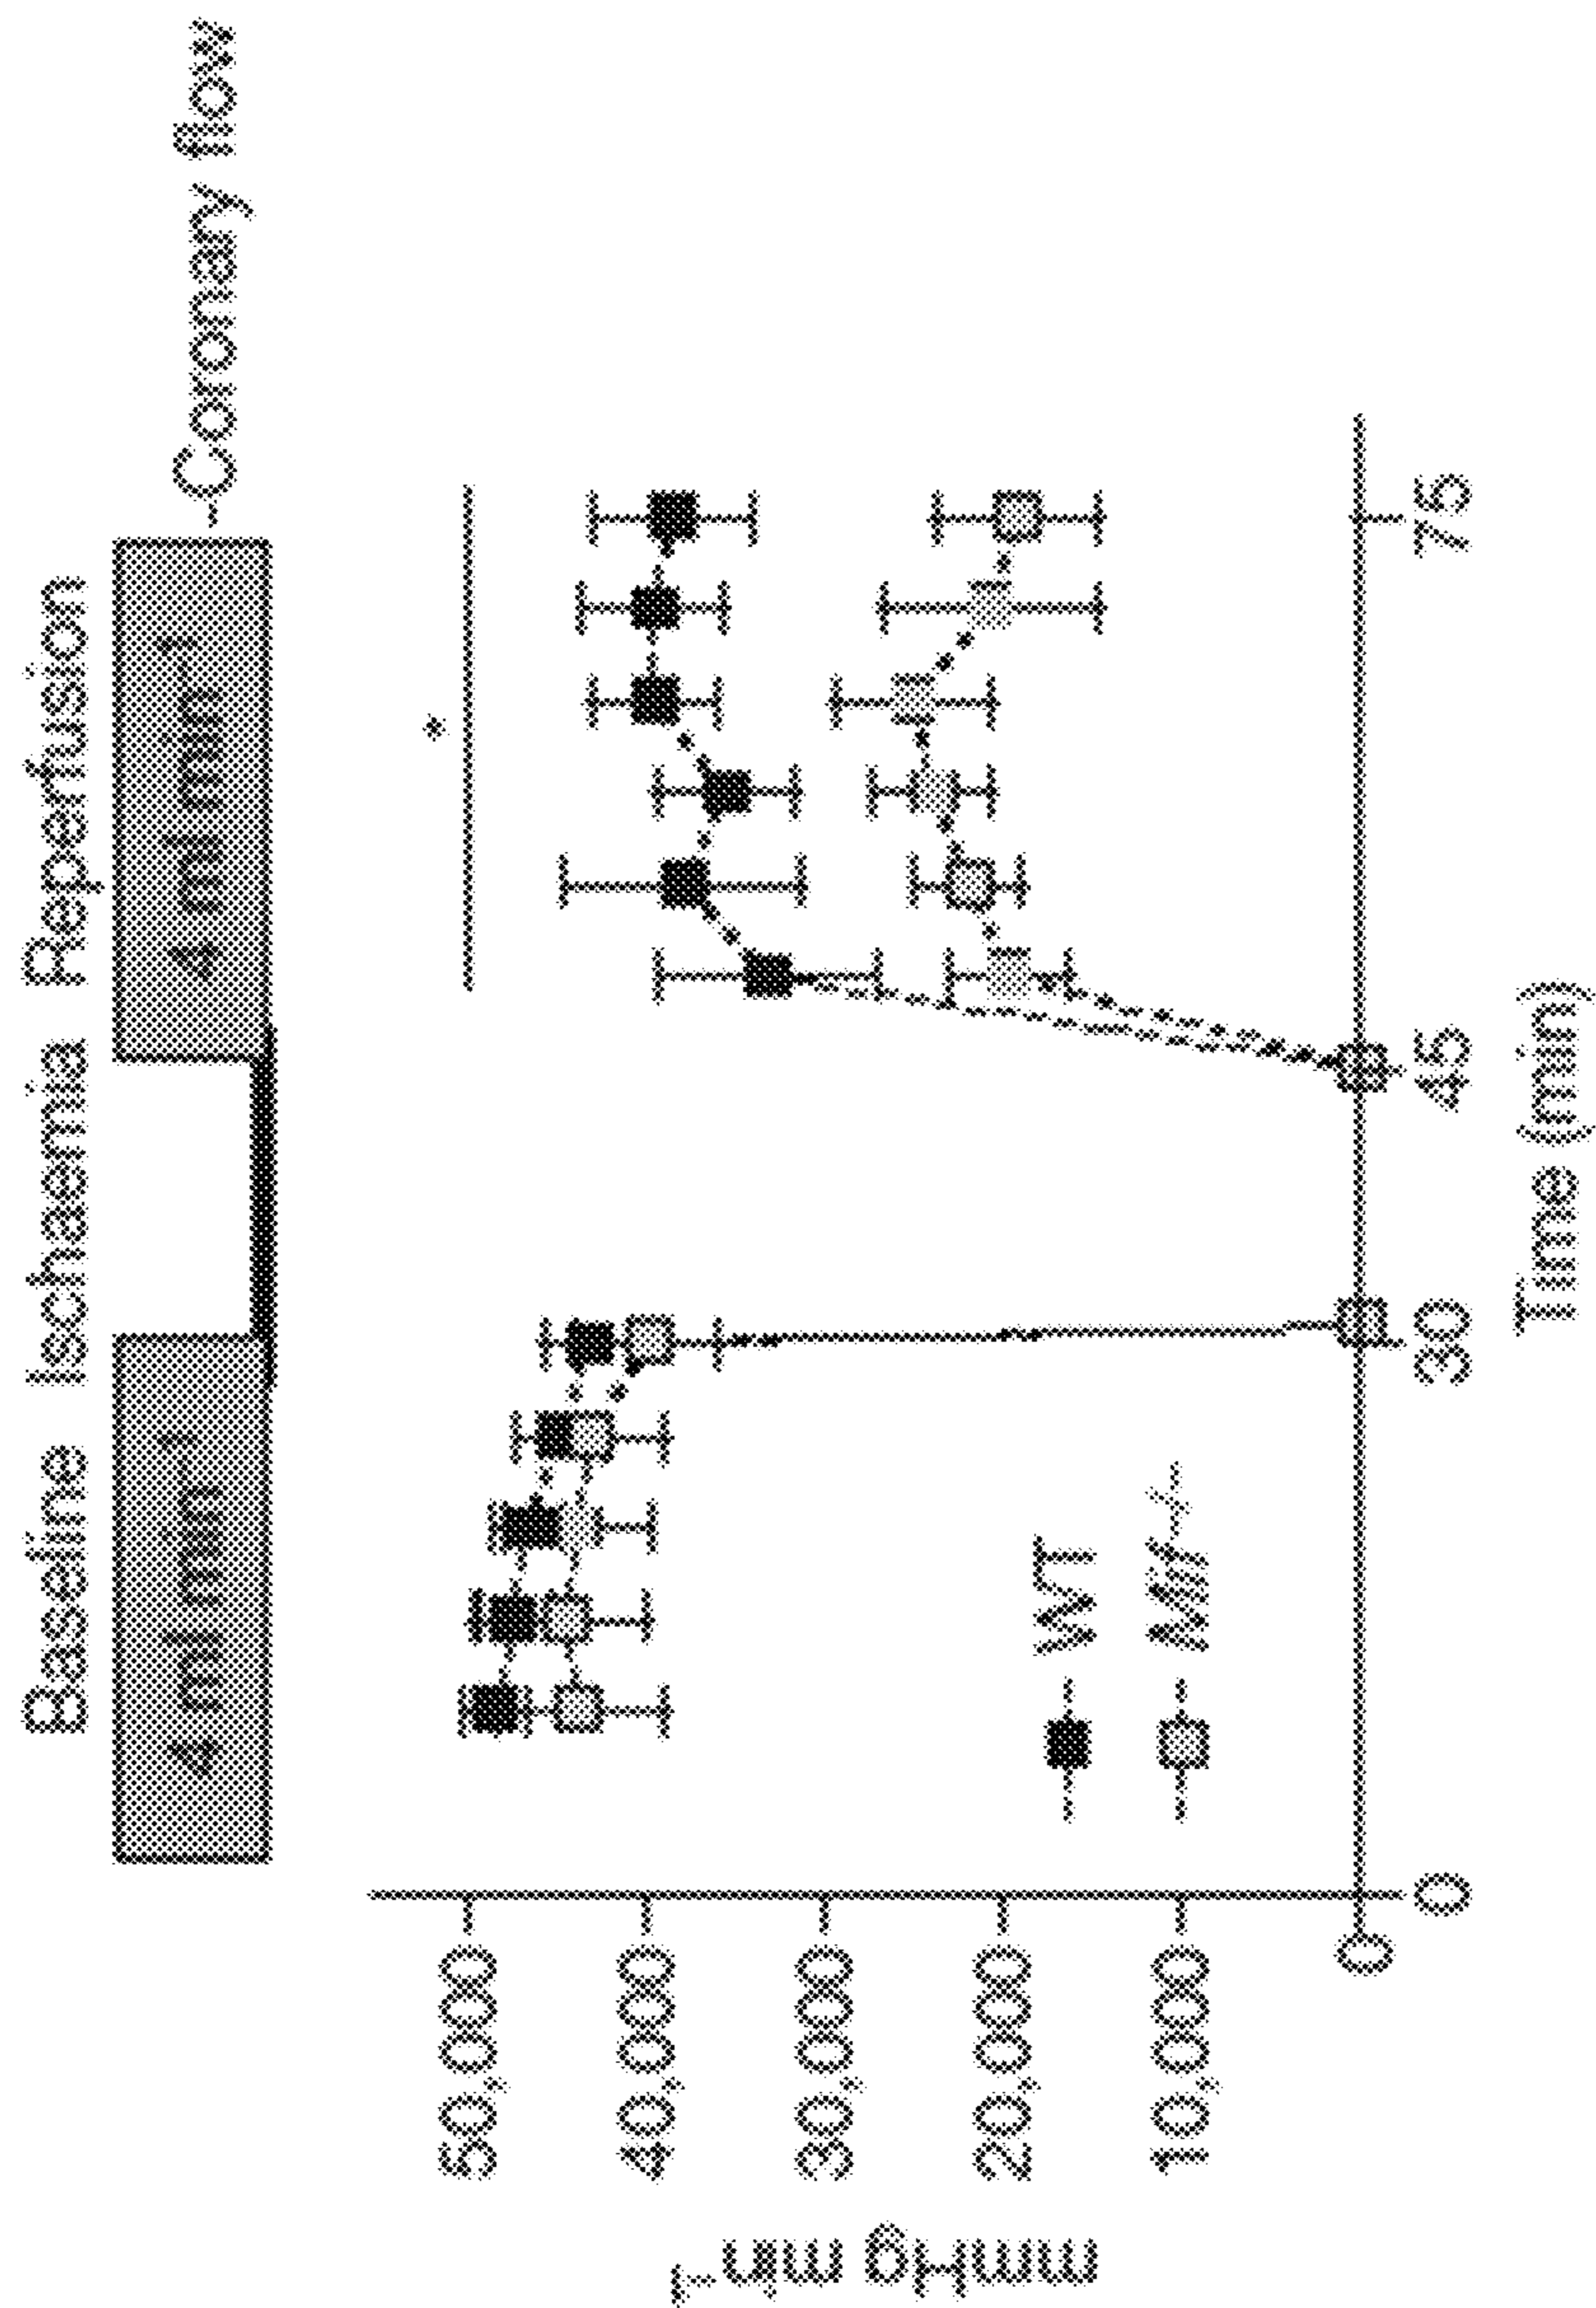 Baseline Ischaemia Reperfusion
4 ml min⁻¹
4 ml min⁻¹
Coronary flow
*
50,000
40,000
30,000
20,000
10,000
0
mmHg min⁻¹
WT
Mif⁻/⁻
0
30
45
75
Time (min)